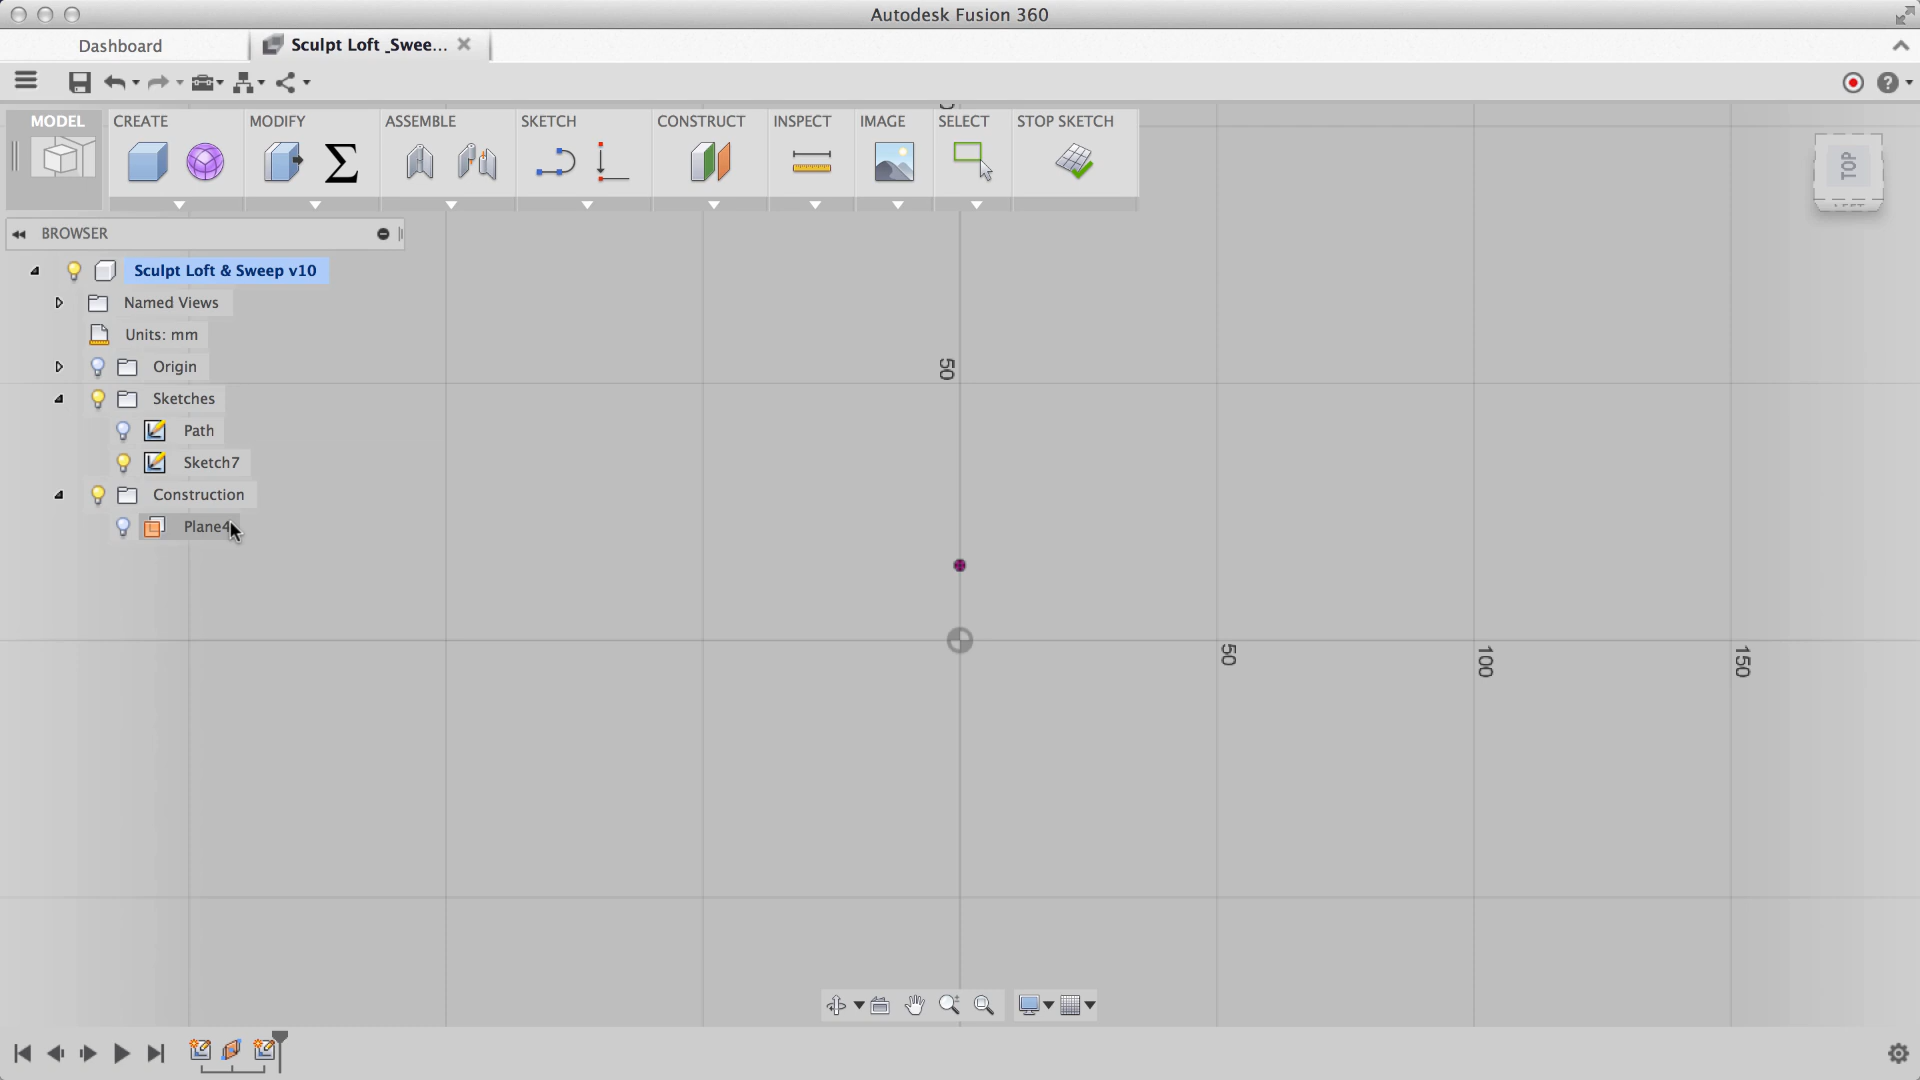 Autodesk Fusion 360
Dashboard
Sculpt Loft _Swee...
MODEL
CREATE
MODIFY
ASSEMBLE
SKETCH
CONSTRUCT
INSPECT
IMAGE
SELECT
STOP SKETCH
TOP
LEFT
BROWSER
Sculpt Loft & Sweep v10
Named Views
Units: mm
Origin
Sketches
Path
Sketch7
Construction
Plane4
50
50
100
150